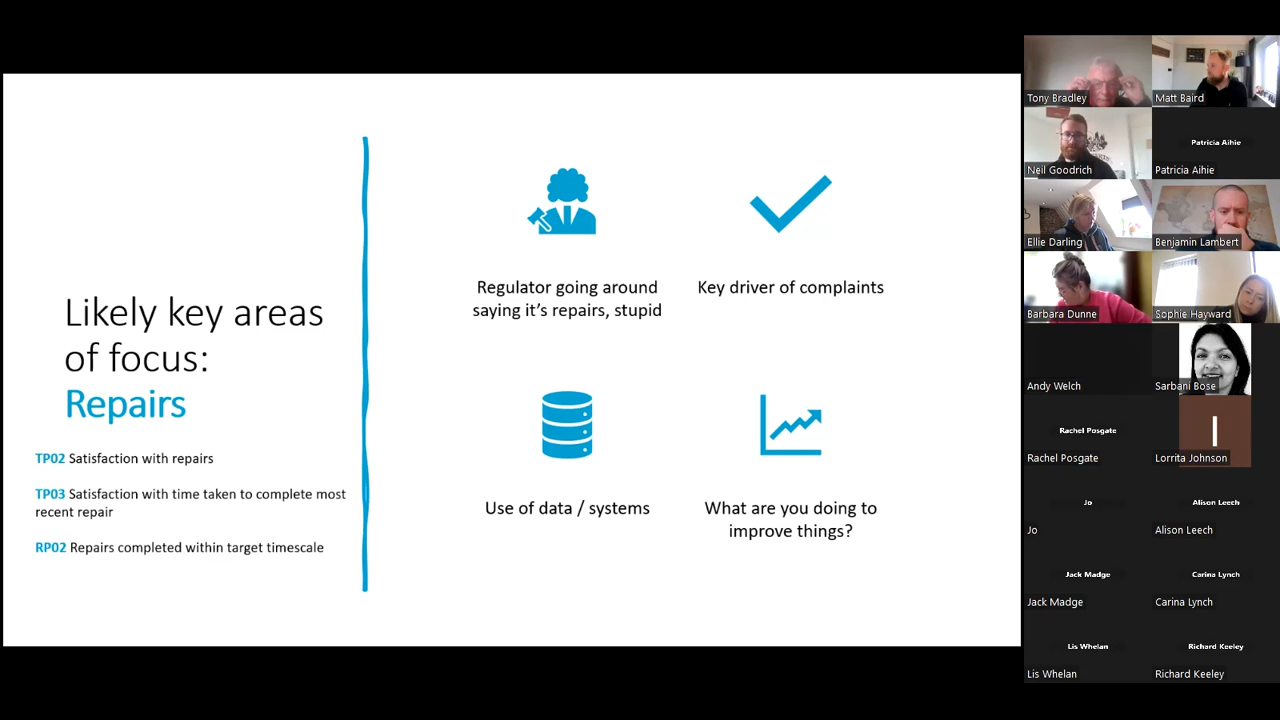 Likely key areas
of focus:
Repairs
TP02 Satisfaction with repairs
TP03 Satisfaction with time taken to complete most
recent repair
RP02 Repairs completed within target timescale
Regulator going around
saying it's repairs, stupid
Key driver of complaints
Use of data / systems
What are you doing to
improve things?
Tony Bradley
Matt Baird
Neil Goodrich
Patricia Aihie
Patricia Aihie
Ellie Darling
Benjamin Lambert
Barbara Dunne
Sophie Hayward
Andy Welch
Sarbani Bose
Rachel Posgate
Rachel Posgate
I
Lorrita Johnson
Jo
Jo
Alison Leech
Alison Leech
Jack Madge
Jack Madge
Carina Lynch
Carina Lynch
Lis Whelan
Lis Whelan
Richard Keeley
Richard Keeley